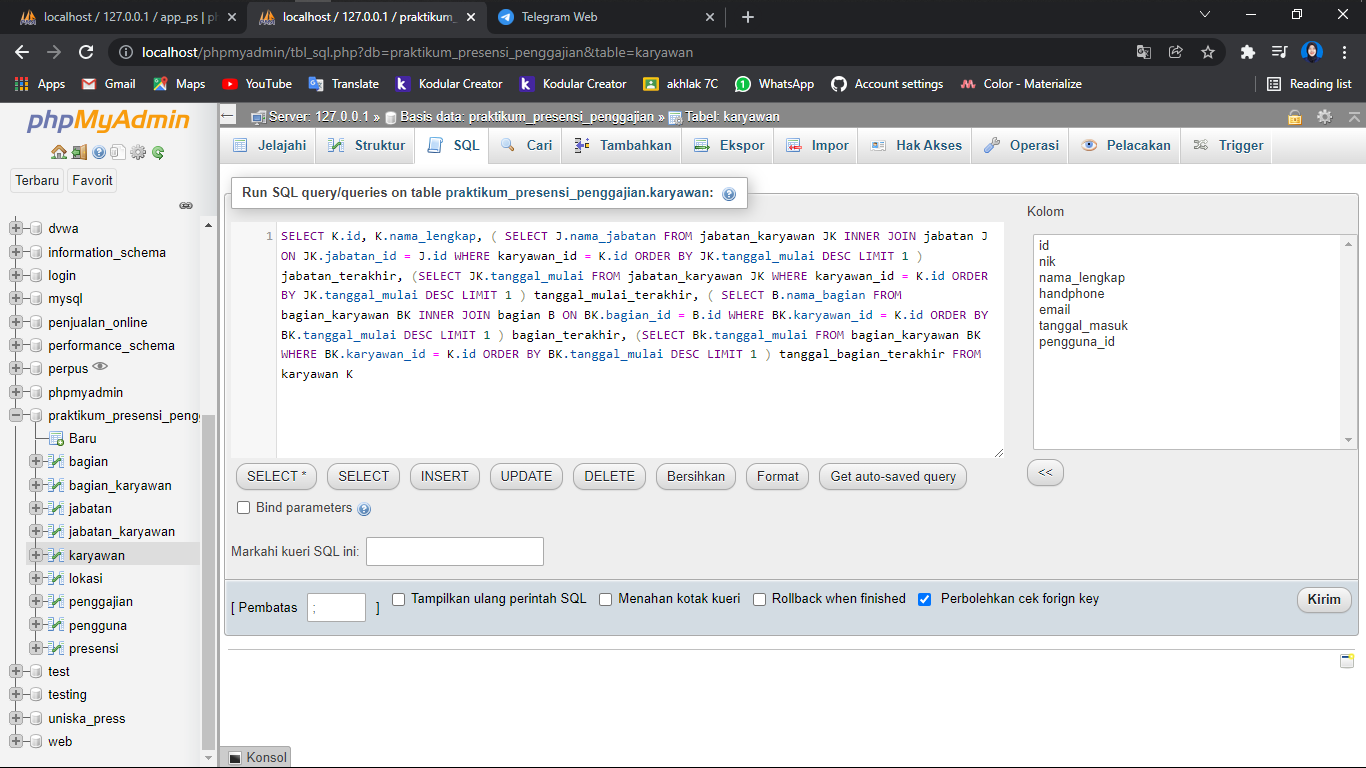 localhost / 127.0.0.1 / app_ps | ph
localhost / 127.0.0.1 / praktikum_
Telegram Web
localhost/phpmyadmin/tbl_sql.php?db=praktikum_presensi_penggajian&table=karyawan
Apps
Gmail
Maps
YouTube
Translate
Kodular Creator
Kodular Creator
akhlak 7C
WhatsApp
Account settings
Color - Materialize
Reading list
phpMyAdmin
Terbaru
Favorit
dvwa
information_schema
login
mysql
penjualan_online
performance_schema
perpus
phpmyadmin
praktikum_presensi_peng
Baru
bagian
bagian_karyawan
jabatan
jabatan_karyawan
karyawan
lokasi
penggajian
pengguna
presensi
test
testing
uniska_press
web
Server: 127.0.0.1 » Basis data: praktikum_presensi_penggajian » Tabel: karyawan
Jelajahi
Struktur
SQL
Cari
Tambahkan
Ekspor
Impor
Hak Akses
Operasi
Pelacakan
Trigger
Run SQL query/queries on table praktikum_presensi_penggajian.karyawan:
1
SELECT K.id, K.nama_lengkap, ( SELECT J.nama_jabatan FROM jabatan_karyawan JK INNER JOIN jabatan J
ON JK.jabatan_id = J.id WHERE karyawan_id = K.id ORDER BY JK.tanggal_mulai DESC LIMIT 1 )
jabatan_terakhir, (SELECT JK.tanggal_mulai FROM jabatan_karyawan JK WHERE karyawan_id = K.id ORDER
BY JK.tanggal_mulai DESC LIMIT 1 ) tanggal_mulai_terakhir, ( SELECT B.nama_bagian FROM
bagian_karyawan BK INNER JOIN bagian B ON BK.bagian_id = B.id WHERE BK.karyawan_id = K.id ORDER BY
BK.tanggal_mulai DESC LIMIT 1 ) bagian_terakhir, (SELECT Bk.tanggal_mulai FROM bagian_karyawan BK
WHERE BK.karyawan_id = K.id ORDER BY BK.tanggal_mulai DESC LIMIT 1 ) tanggal_bagian_terakhir FROM
karyawan K
Kolom
id
nik
nama_lengkap
handphone
email
tanggal_masuk
pengguna_id
SELECT *
SELECT
INSERT
UPDATE
DELETE
Bersihkan
Format
Get auto-saved query
<<
Bind parameters
Markahi kueri SQL ini:
[ Pembatas ; ]
Tampilkan ulang perintah SQL
Menahan kotak kueri
Rollback when finished
Perbolehkan cek forign key
Kirim
Konsol